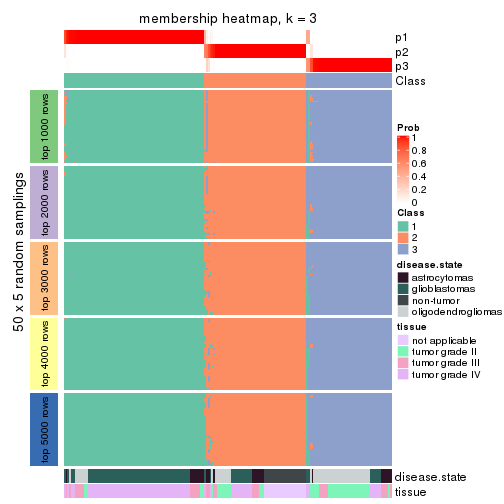 membership heatmap, k = 3
p1
p2
p3
Class
50 x 5 random samplings
top 1000 rows
top 2000 rows
top 3000 rows
top 4000 rows
top 5000 rows
Prob
1
0.8
0.6
0.4
0.2
0
Class
1
2
3
disease.state
astrocytomas
glioblastomas
non-tumor
oligodendrogliomas
tissue
not applicable
tumor grade II
tumor grade III
tumor grade IV
disease.state
tissue